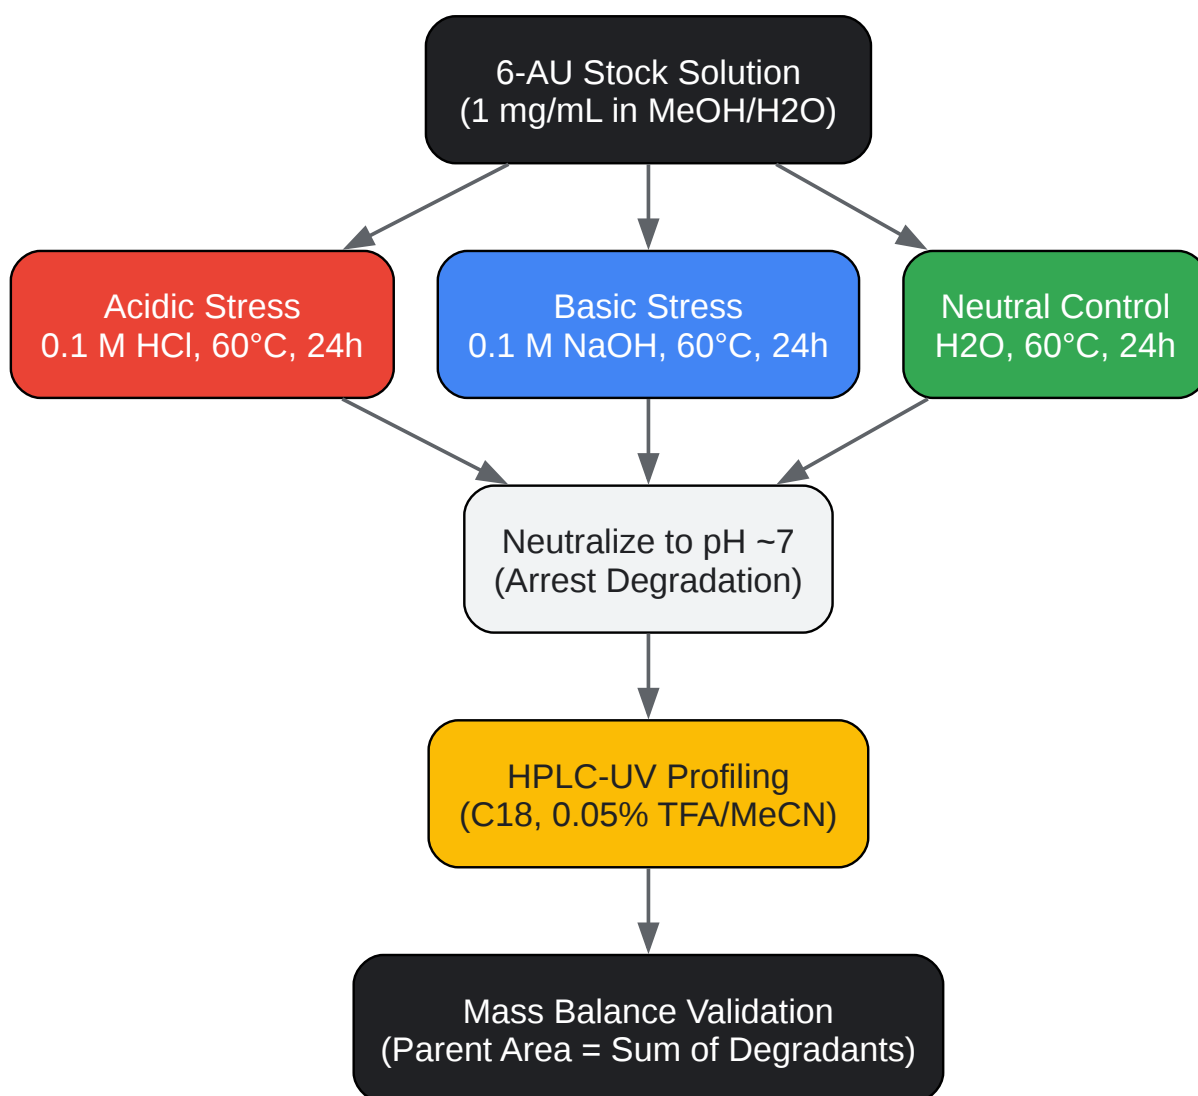 6-AU Stock Solution
(1 mg/mL in MeOH/H2O)
Acidic Stress
0.1 M HCl, 60°C, 24h
Basic Stress
0.1 M NaOH, 60°C, 24h
Neutral Control
H2O, 60°C, 24h
Neutralize to pH ~7
(Arrest Degradation)
HPLC-UV Profiling
(C18, 0.05% TFA/MeCN)
Mass Balance Validation
(Parent Area = Sum of Degradants)